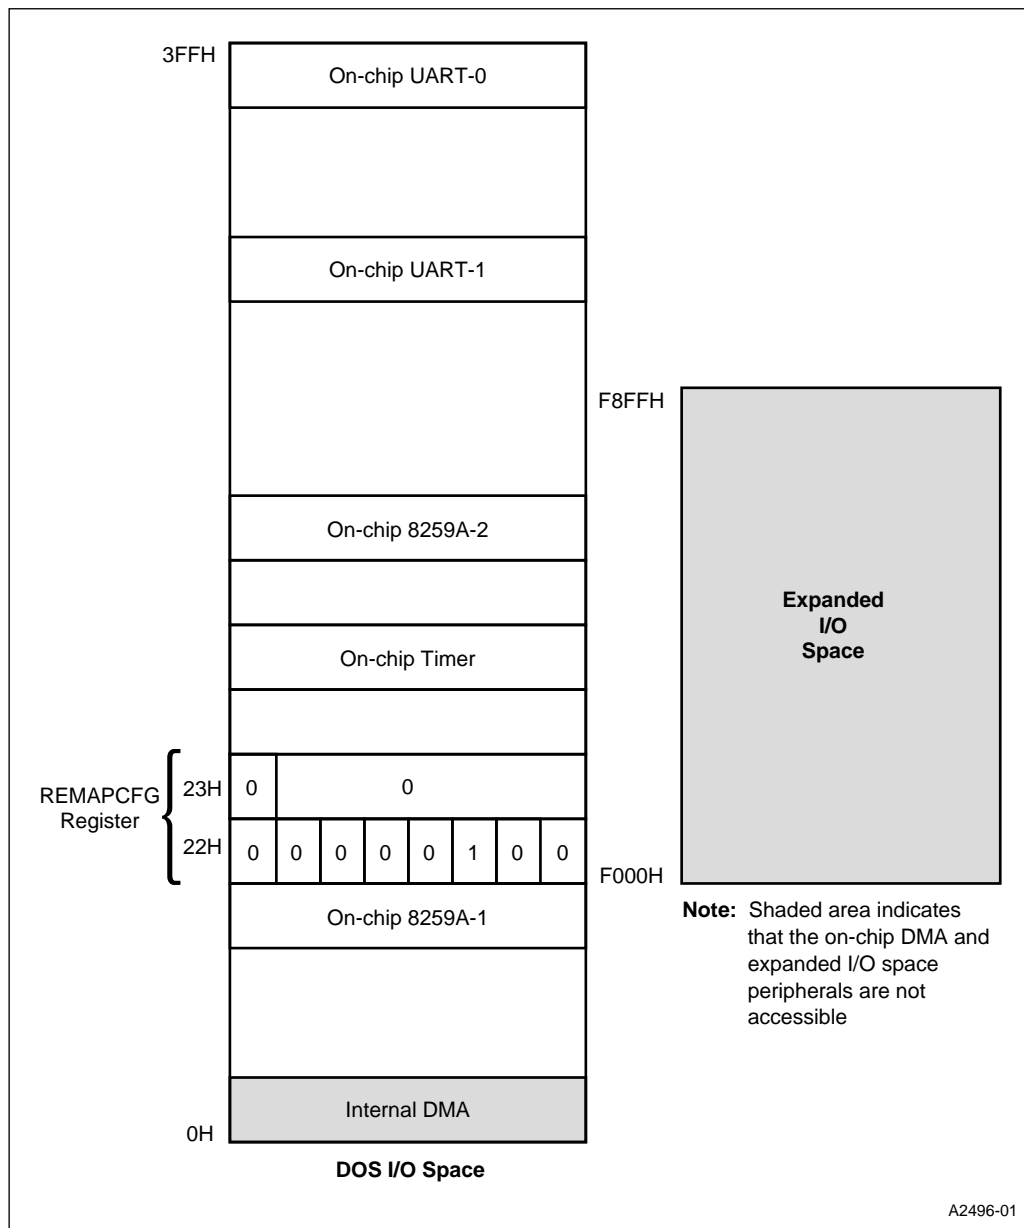 3FFH
On-chip UART-0
On-chip UART-1
F8FFH
On-chip 8259A-2
Expanded
I/O
Space
On-chip Timer
REMAPCFG
Register
23H
0 0
22H
0 0 0 0 0 1 0 0
F000H
On-chip 8259A-1
Note: Shaded area indicates
that the on-chip DMA and
expanded I/O space
peripherals are not
accessible
Internal DMA
0H
DOS I/O Space
A2496-01